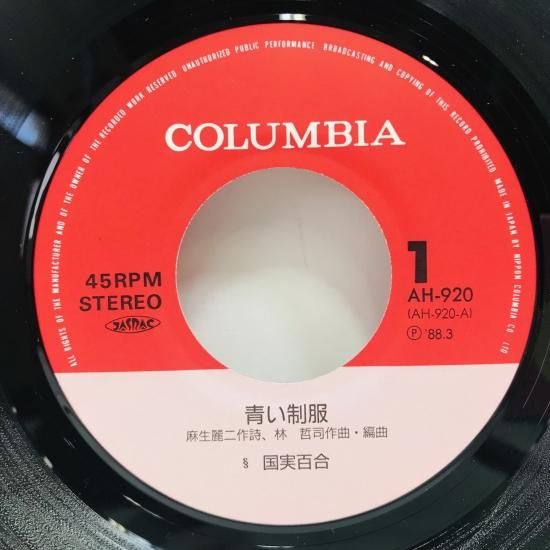 ALL RIGHTS OF THE MANUFACTURER AND OF THE OWNER OF THE RECORDED WORK RESERVED UNAUTHORIZED PUBLIC PERFORMANCE BROADCASTING AND COPYING OF THIS RECORD PROHIBITED MADE IN JAPAN BY NIPPON COLUMBIA CO LTD
COLUMBIA
45RPM
STEREO
JASRAC
1
AH-920
(AH-920-A)
Ⓟ '88.3
青い制服
麻生麗二作詩、林 哲司作曲・編曲
§ 国実百合